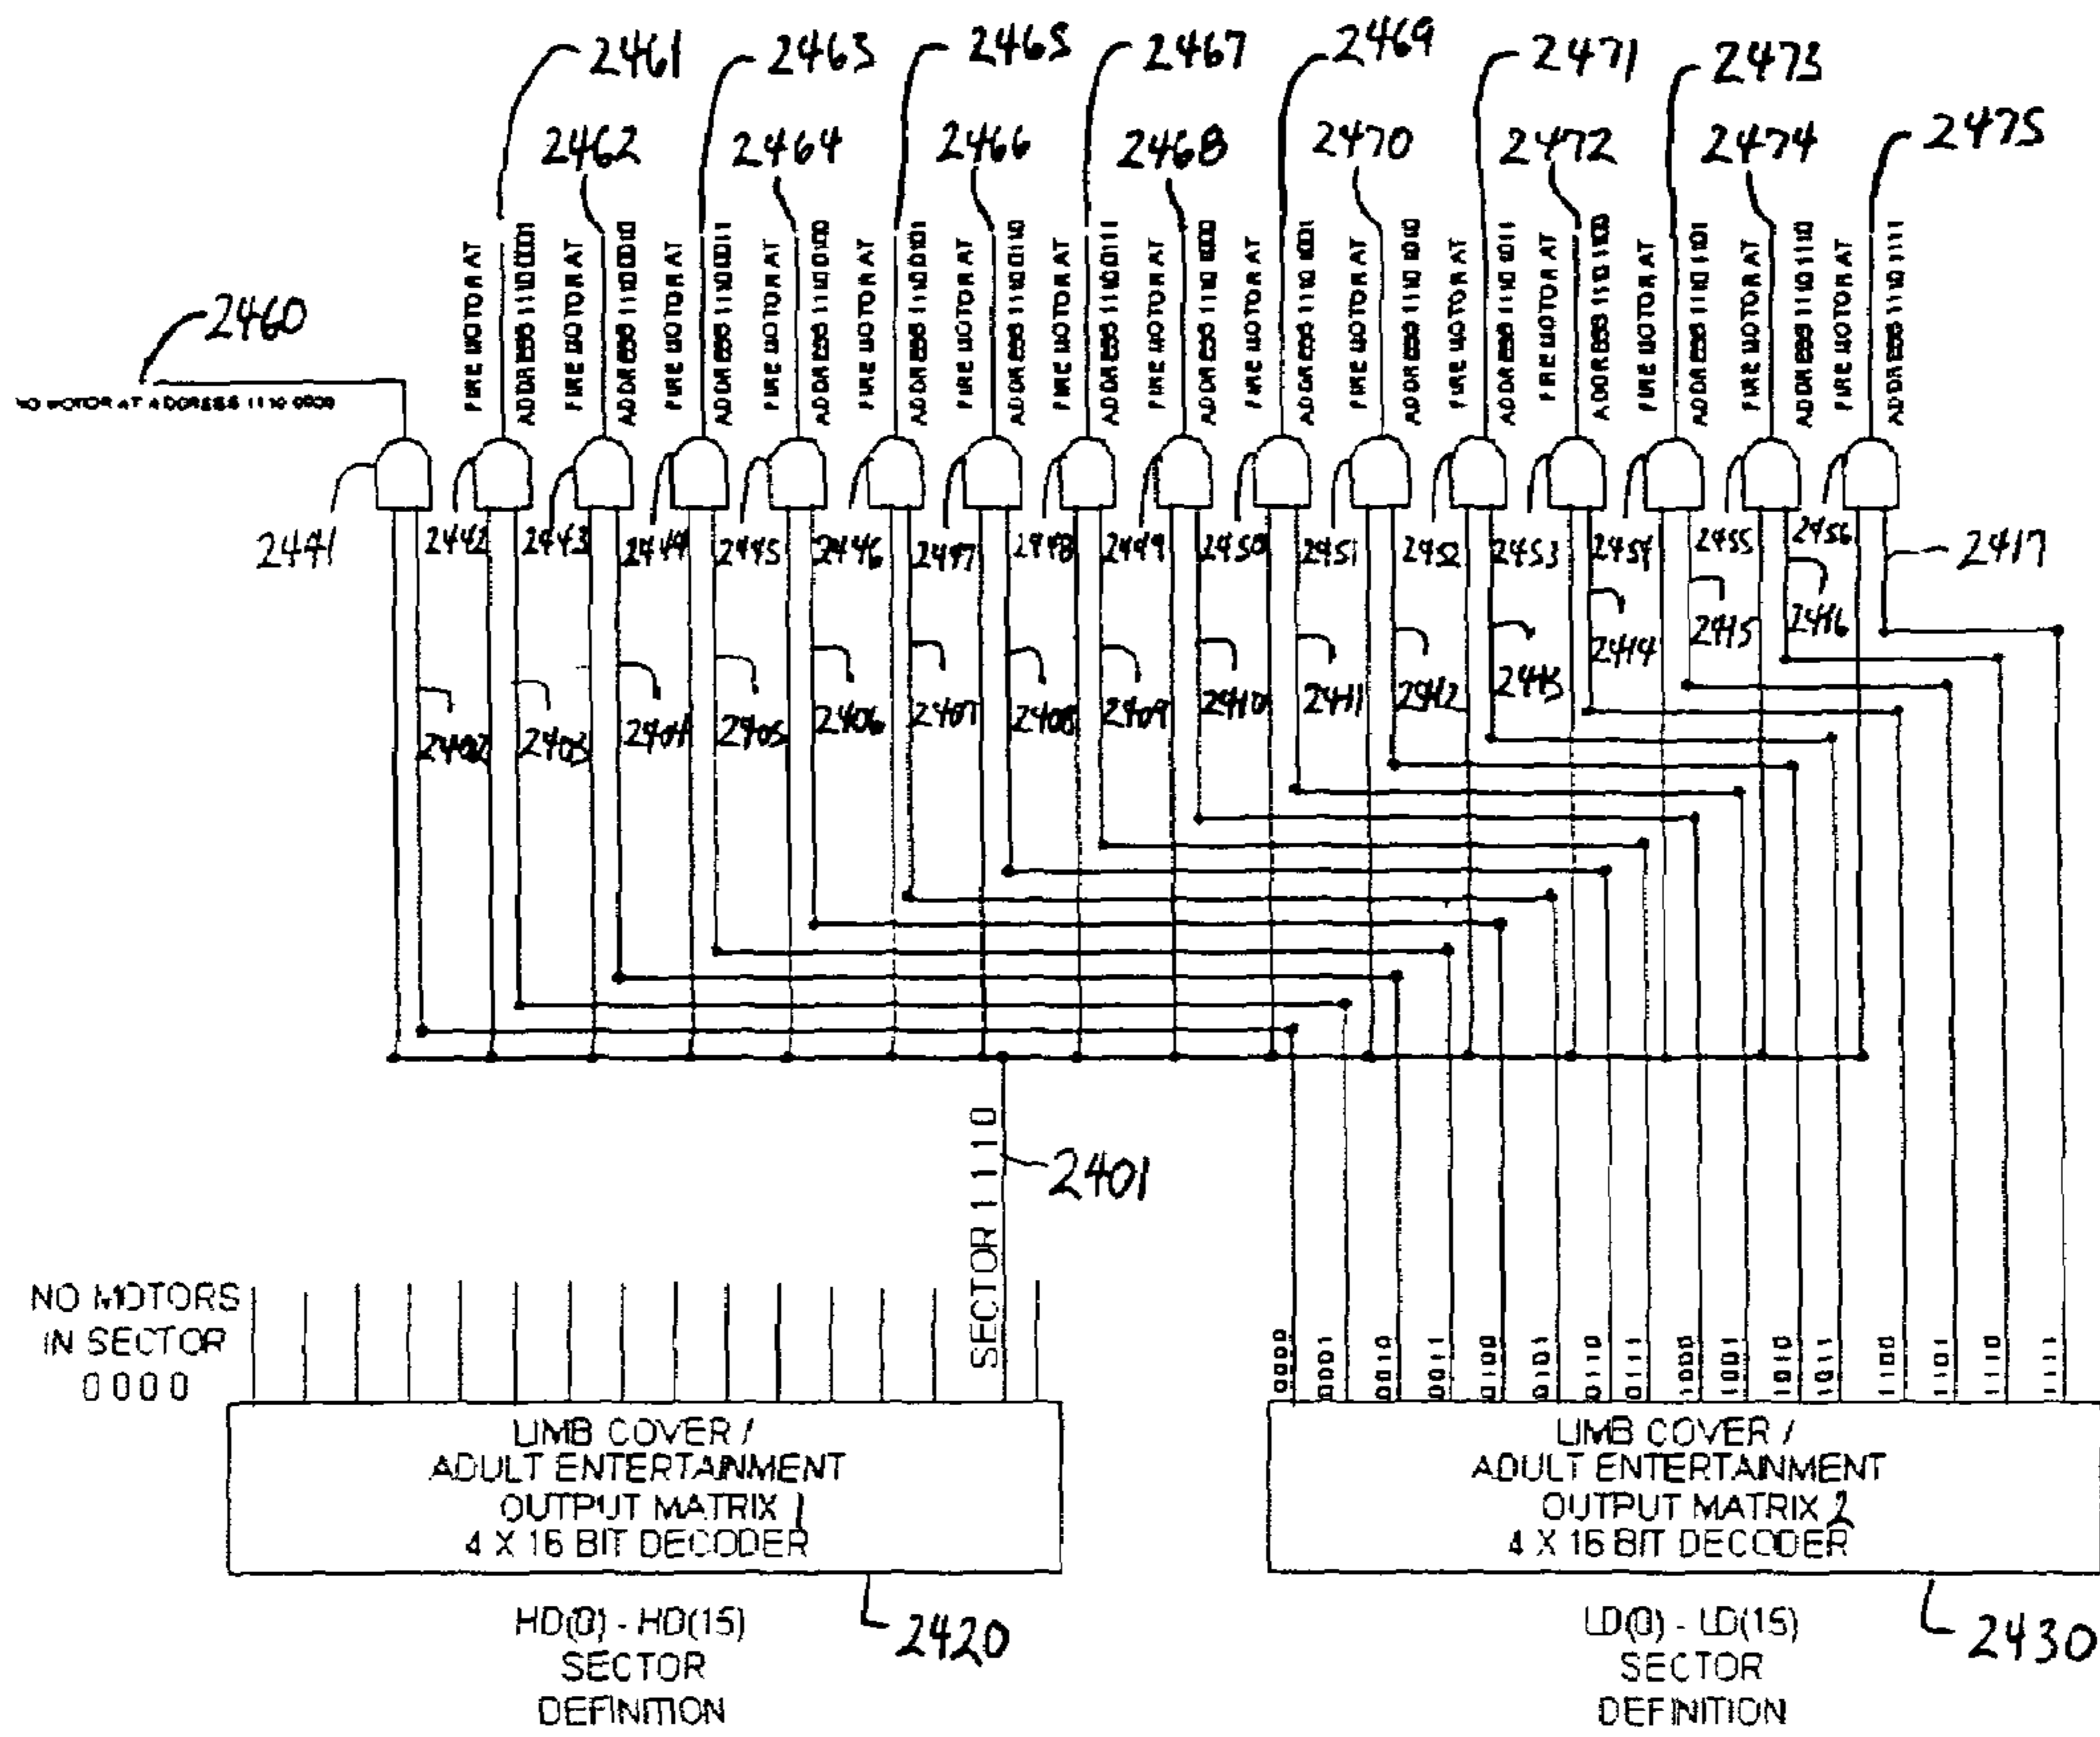 2461 2463 2465 2467 2469 2471 2473
2462 2464 2466 2468 2470 2472 2474 2475
2460
NO MOTOR AT ADDRESS 1110 0000
FIRE MOTOR AT
ADDRESS 1110 0001
FIRE MOTOR AT
ADDRESS 1110 0010
FIRE MOTOR AT
ADDRESS 1110 0011
FIRE MOTOR AT
ADDRESS 1110 0100
FIRE MOTOR AT
ADDRESS 1110 0101
FIRE MOTOR AT
ADDRESS 1110 0110
FIRE MOTOR AT
ADDRESS 1110 0111
FIRE MOTOR AT
ADDRESS 1110 1000
FIRE MOTOR AT
ADDRESS 1110 1001
FIRE MOTOR AT
ADDRESS 1110 1010
FIRE MOTOR AT
ADDRESS 1110 1011
FIRE MOTOR AT
ADDRESS 1110 1100
FIRE MOTOR AT
ADDRESS 1110 1101
FIRE MOTOR AT
ADDRESS 1110 1110
FIRE MOTOR AT
ADDRESS 1110 1111
2441 2442 2443 2444 2445 2446 2447 2448 2449 2450 2451 2452 2453 2454 2455 2456 2417
2402 2403 2404 2405 2406 2407 2408 2409 2410 2411 2412 2413 2414 2415 2416
SECTOR 1110
2401
NO MOTORS
IN SECTOR
0000
0000 0001 0010 0011 0100 0101 0110 0111 1000 1001 1010 1011 1100 1101 1110 1111
LIMB COVER /
ADULT ENTERTAINMENT
OUTPUT MATRIX 1
4 X 16 BIT DECODER
LIMB COVER /
ADULT ENTERTAINMENT
OUTPUT MATRIX 2
4 X 16 BIT DECODER
HD(0) - HD(15)
SECTOR
DEFINITION
2420
LD(0) - LD(15)
SECTOR
DEFINITION
2430